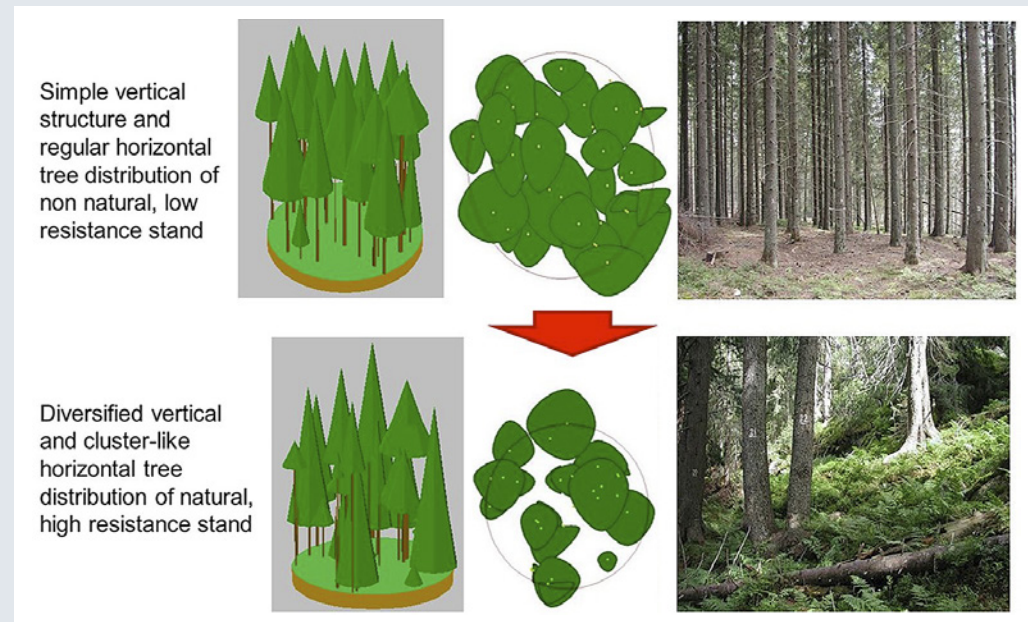 Simple vertical
structure and
regular horizontal
tree distribution of
non natural, low
resistance stand
Diversified vertical
and cluster-like
horizontal tree
distribution of natural,
high resistance stand